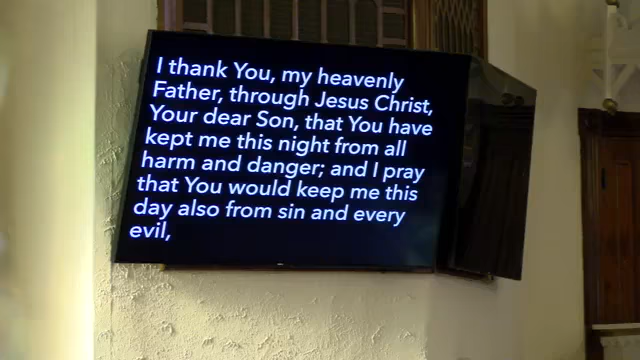 I thank You, my heavenly
Father, through Jesus Christ,
Your dear Son, that You have
kept me this night from all
harm and danger; and I pray
that You would keep me this
day also from sin and every
evil,